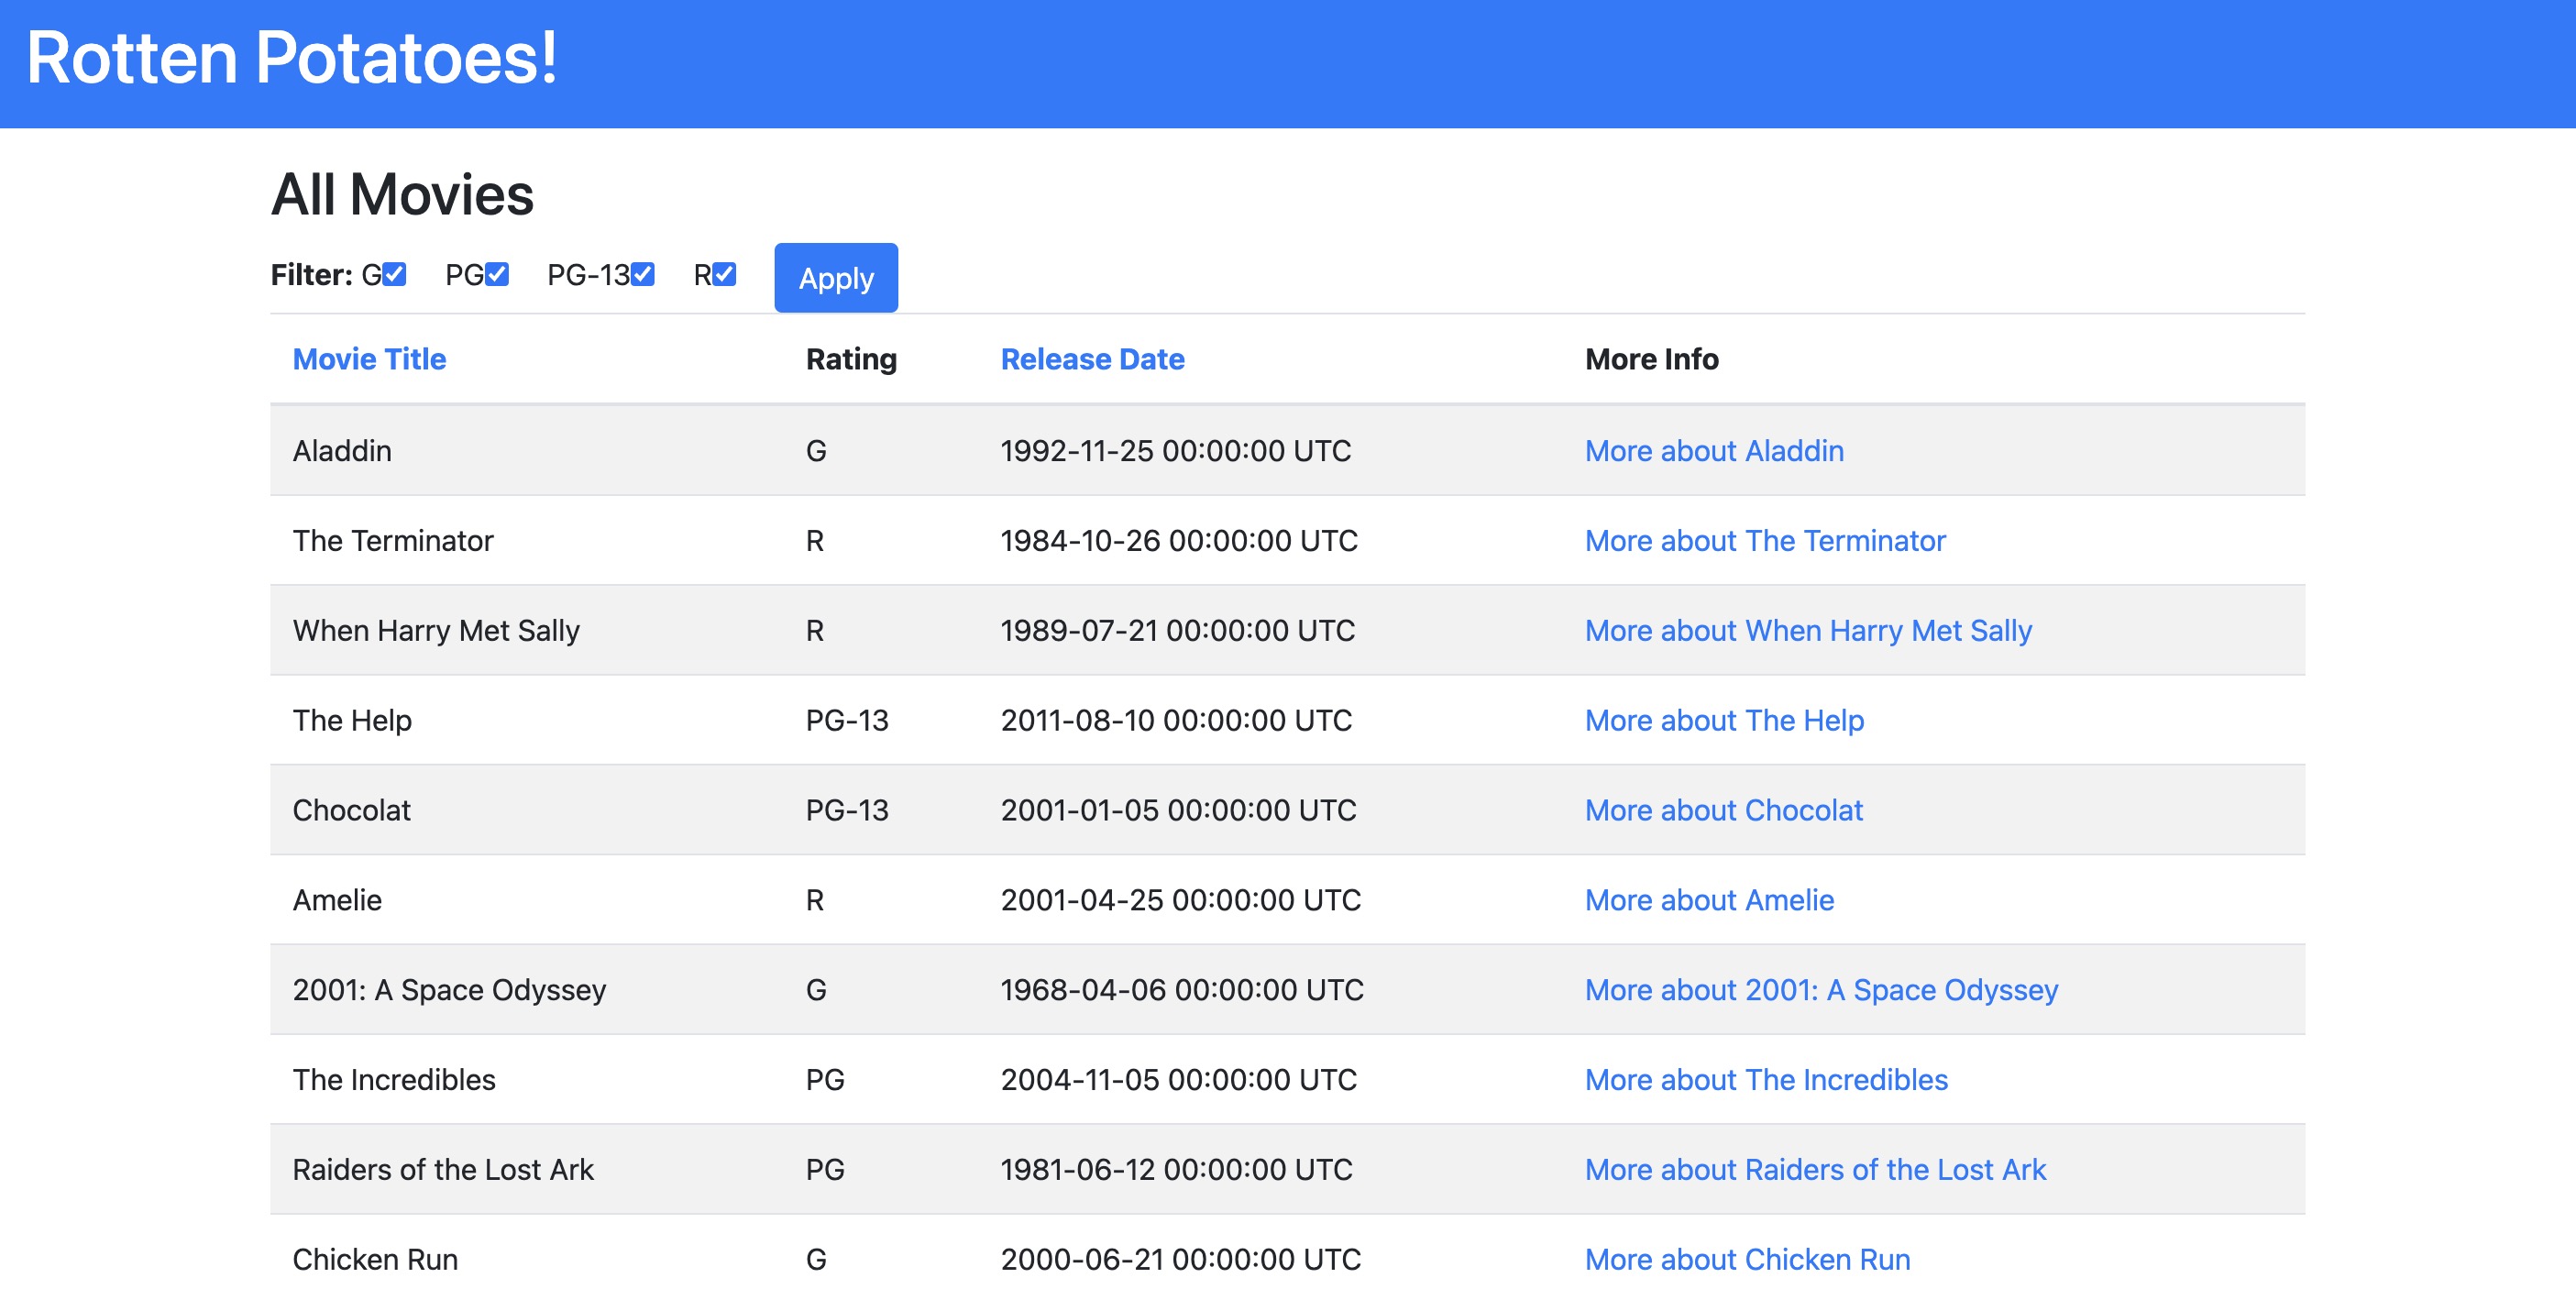 Rotten Potatoes!
All Movies
Filter: G PG PG-13 R Apply
Movie Title Rating Release Date More Info
Aladdin G 1992-11-25 00:00:00 UTC More about Aladdin
The Terminator R 1984-10-26 00:00:00 UTC More about The Terminator
When Harry Met Sally R 1989-07-21 00:00:00 UTC More about When Harry Met Sally
The Help PG-13 2011-08-10 00:00:00 UTC More about The Help
Chocolat PG-13 2001-01-05 00:00:00 UTC More about Chocolat
Amelie R 2001-04-25 00:00:00 UTC More about Amelie
2001: A Space Odyssey G 1968-04-06 00:00:00 UTC More about 2001: A Space Odyssey
The Incredibles PG 2004-11-05 00:00:00 UTC More about The Incredibles
Raiders of the Lost Ark PG 1981-06-12 00:00:00 UTC More about Raiders of the Lost Ark
Chicken Run G 2000-06-21 00:00:00 UTC More about Chicken Run